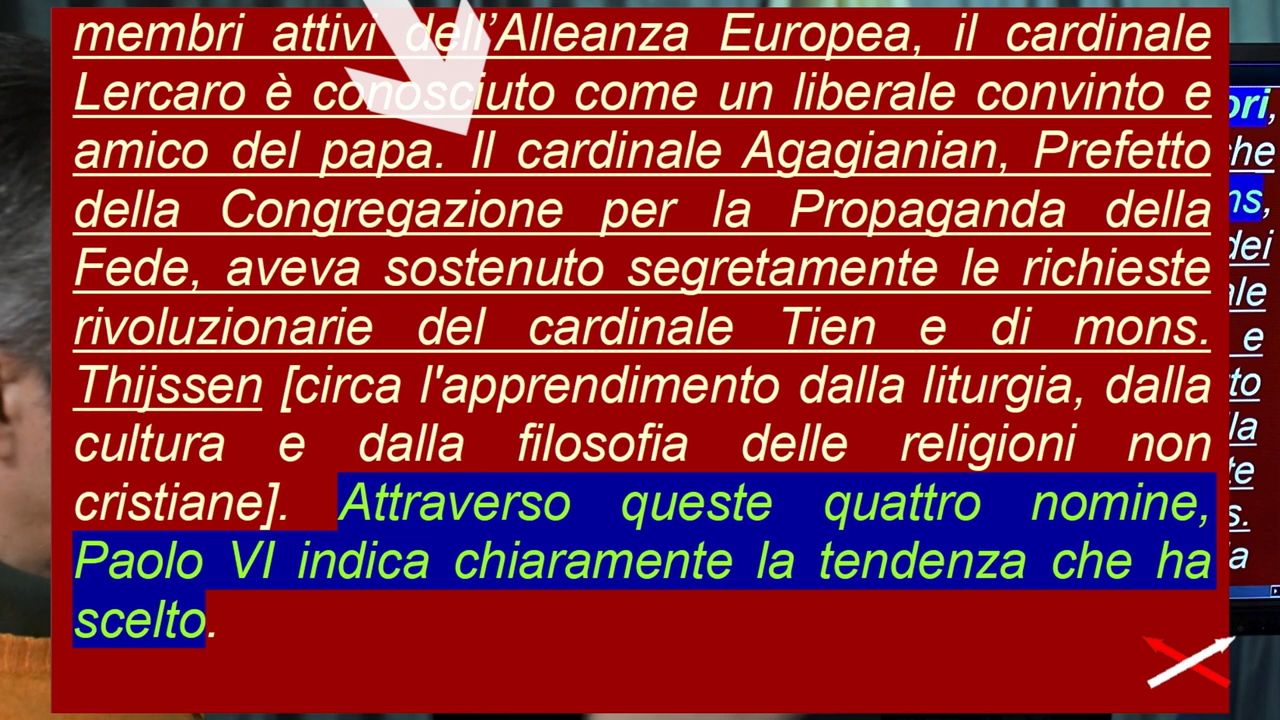 membri attivi dell’Alleanza Europea, il cardinale
Lercaro è conosciuto come un liberale convinto e
amico del papa. Il cardinale Agagianian, Prefetto
della Congregazione per la Propaganda della
Fede, aveva sostenuto segretamente le richieste
rivoluzionarie del cardinale Tien e di mons.
Thijssen [circa l'apprendimento dalla liturgia, dalla
cultura e dalla filosofia delle religioni non
cristiane]. Attraverso queste quattro nomine,
Paolo VI indica chiaramente la tendenza che ha
scelto.